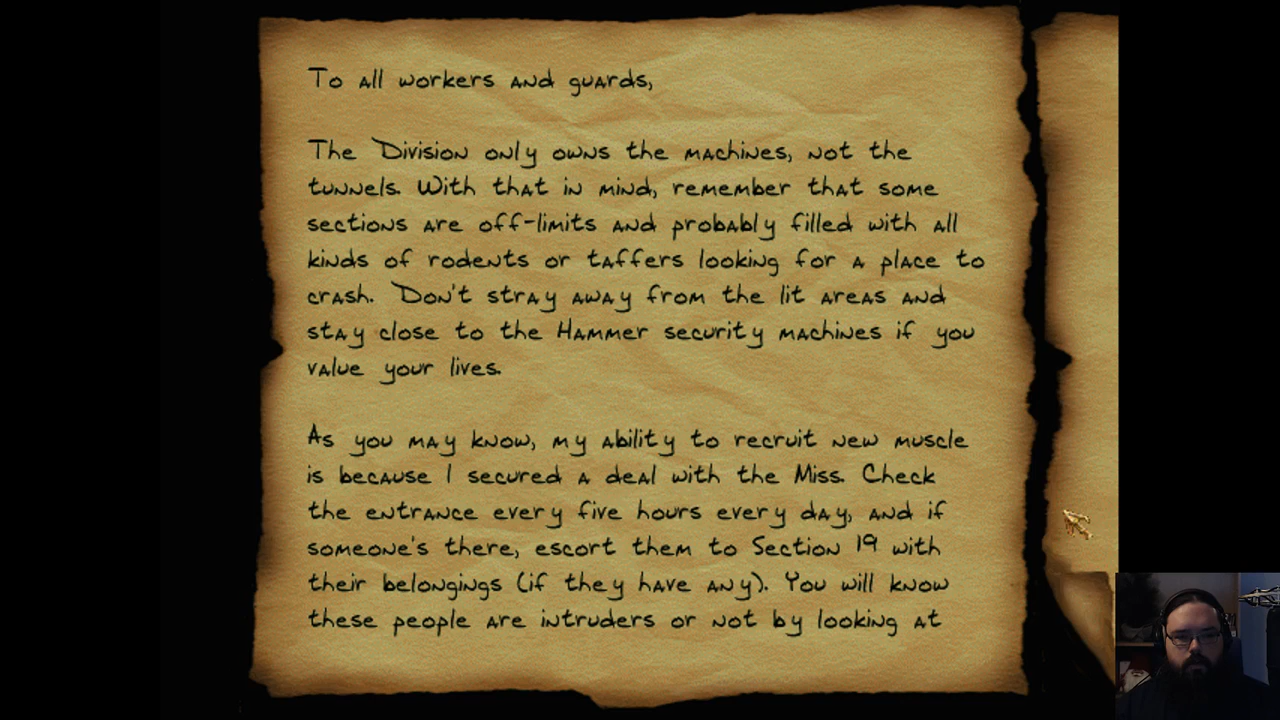 To all workers and guards,
The Division only owns the machines, not the
tunnels. With that in mind, remember that some
sections are off-limits and probably filled with all
kinds of rodents or taffers looking for a place to
crash. Don't stray away from the lit areas and
stay close to the Hammer security machines if you
value your lives.
As you may know, my ability to recruit new muscle
is because I secured a deal with the Miss. Check
the entrance every five hours every day, and if
someone's there, escort them to Section 19 with
their belongings (if they have any). You will know
these people are intruders or not by looking at